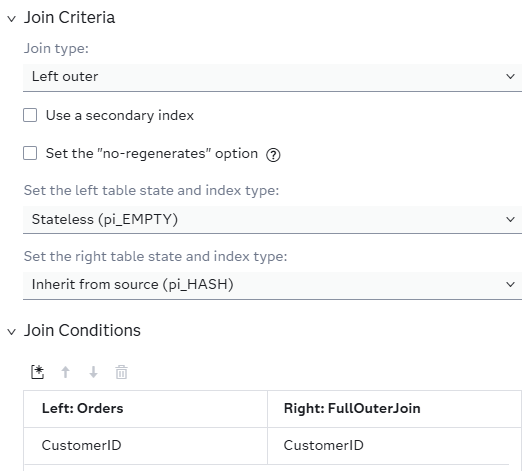 Join Criteria
Join type:
Left outer
Use a secondary index
Set the "no-regenerates" option ?
Set the left table state and index type:
Stateless (pi_EMPTY)
Set the right table state and index type:
Inherit from source (pi_HASH)
Join Conditions
Left: Orders Right: FullOuterJoin
CustomerID CustomerID